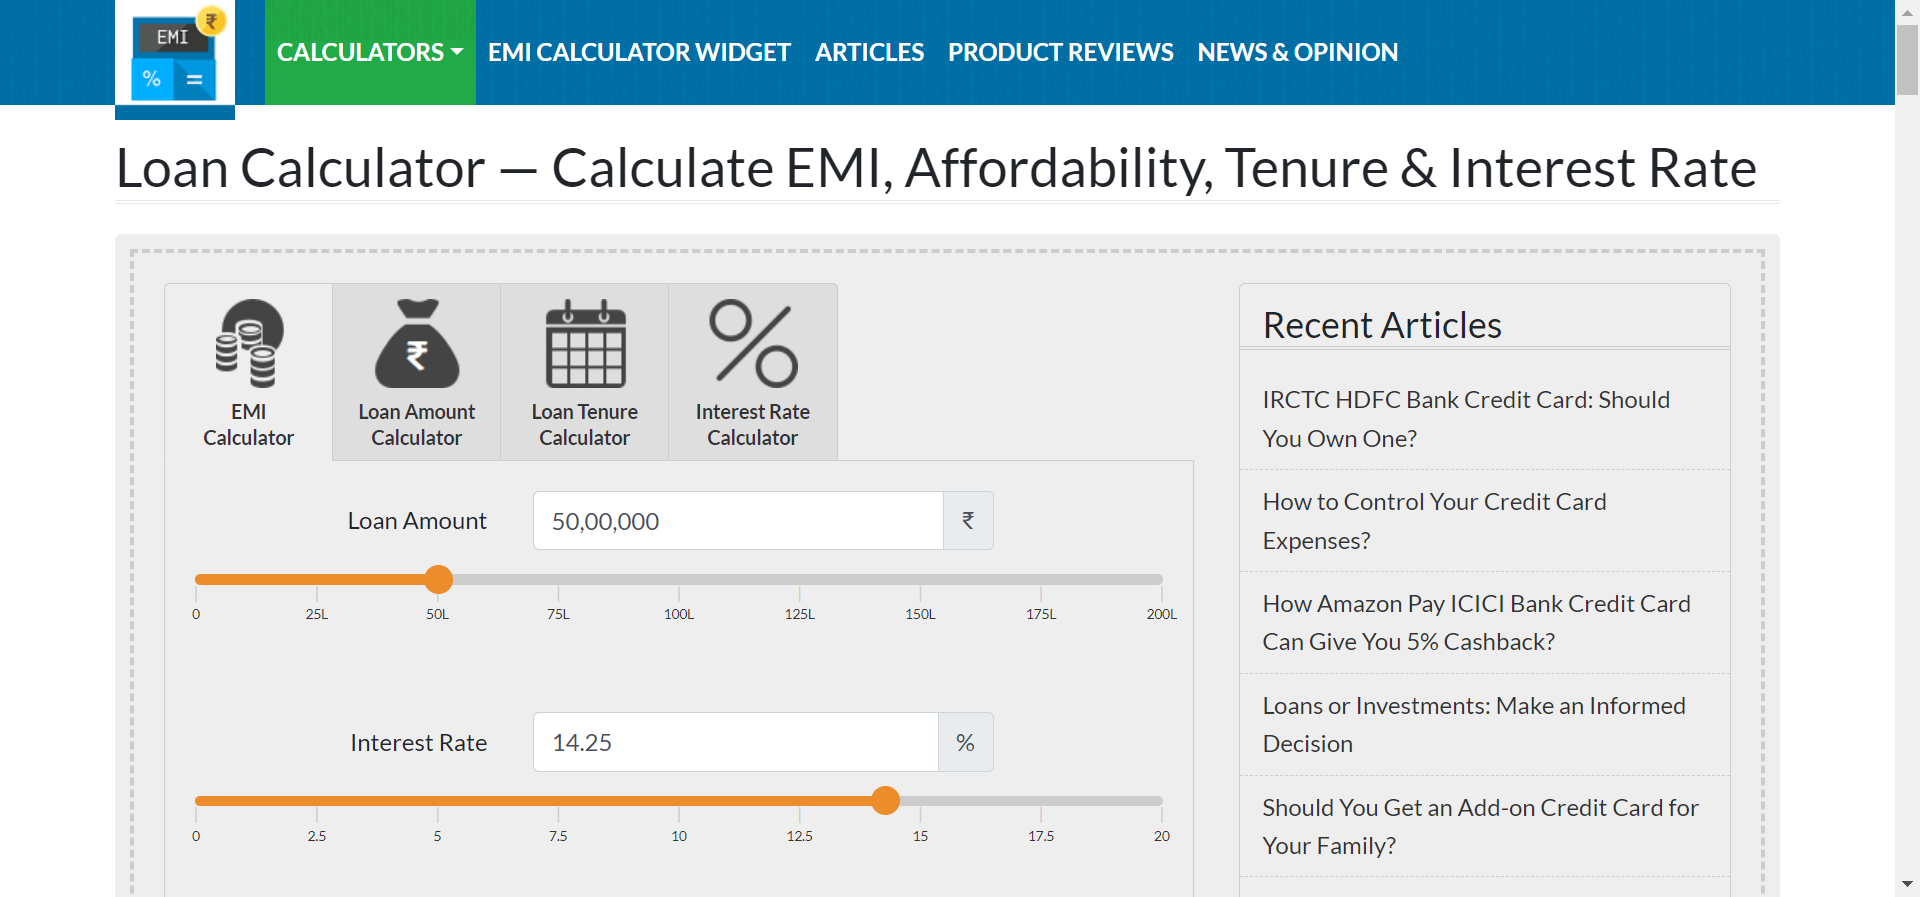 EMI
₹
% =
CALCULATORS EMI CALCULATOR WIDGET ARTICLES PRODUCT REVIEWS NEWS & OPINION
Loan Calculator — Calculate EMI, Affordability, Tenure & Interest Rate
EMI
Calculator
₹
Loan Amount
Calculator
Loan Tenure
Calculator
Interest Rate
Calculator
Loan Amount 50,00,000 ₹
0 25L 50L 75L 100L 125L 150L 175L 200L
Interest Rate 14.25 %
0 2.5 5 7.5 10 12.5 15 17.5 20
Recent Articles
IRCTC HDFC Bank Credit Card: Should
You Own One?
How to Control Your Credit Card
Expenses?
How Amazon Pay ICICI Bank Credit Card
Can Give You 5% Cashback?
Loans or Investments: Make an Informed
Decision
Should You Get an Add-on Credit Card for
Your Family?